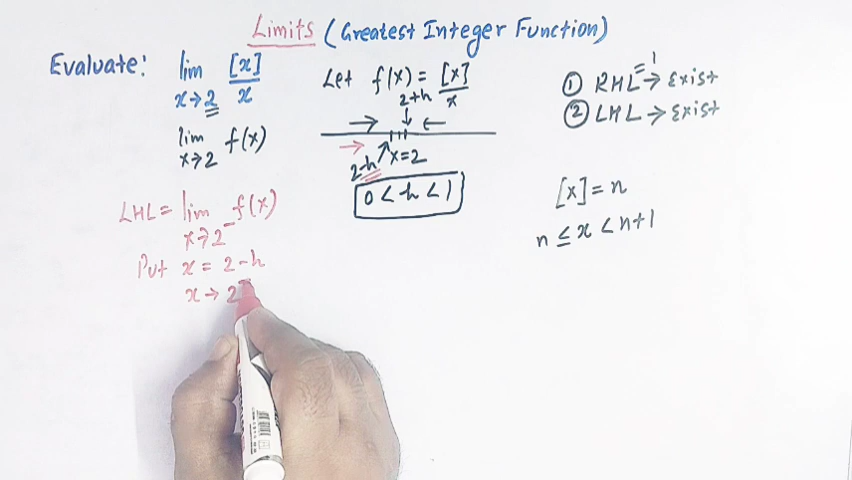 Limits (Greatest Integer Function)
Evaluate: lim x→2 [x]/x
lim x→2 f(x)
Let f(x) = [x]/x
2+h
2-h x=2
0 < h < 1
① RHL → Exist =1
② LHL → Exist
[x] = n
n ≤ x < n+1
LHL = lim x→2⁻ f(x)
Put x = 2-h
x → 2⁻